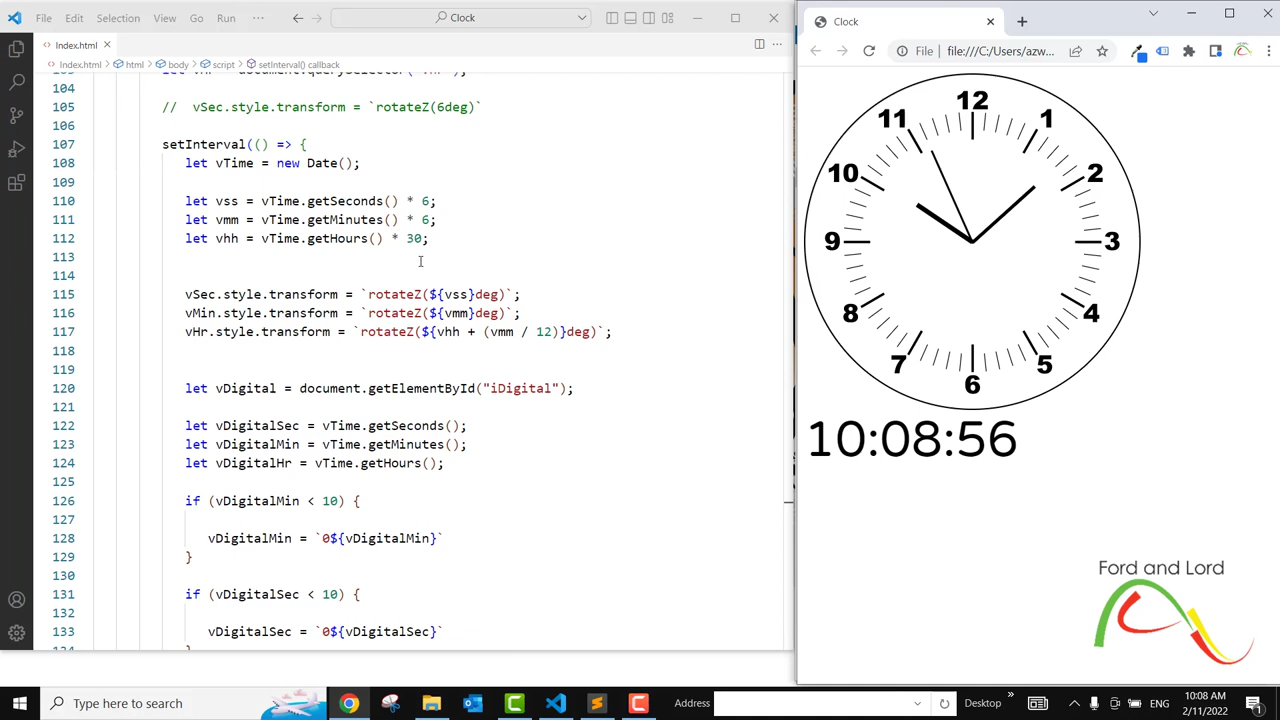 File Edit Selection View Go Run ··· Clock
Index.html
Index.html > html > body > script > setInterval() callback
104
105 //  vSec.style.transform = `rotateZ(6deg)`
106
107 setInterval(() => {
108 let vTime = new Date();
109
110 let vss = vTime.getSeconds() * 6;
111 let vmm = vTime.getMinutes() * 6;
112 let vhh = vTime.getHours() * 30;
113
114
115 vSec.style.transform = `rotateZ(${vss}deg)`;
116 vMin.style.transform = `rotateZ(${vmm}deg)`;
117 vHr.style.transform = `rotateZ(${vhh + (vmm / 12)}deg)`;
118
119
120 let vDigital = document.getElementById("iDigital");
121
122 let vDigitalSec = vTime.getSeconds();
123 let vDigitalMin = vTime.getMinutes();
124 let vDigitalHr = vTime.getHours();
125
126 if (vDigitalMin < 10) {
127
128 vDigitalMin = `0${vDigitalMin}`
129 }
130
131 if (vDigitalSec < 10) {
132
133 vDigitalSec = `0${vDigitalSec}`
Clock
File file:///C:/Users/azw...
12
11 1
10 2
9 3
8 4
7 5
6
10:08:56
Ford and Lord
Type here to search
Address
Desktop
ENG
10:08 AM
2/11/2022